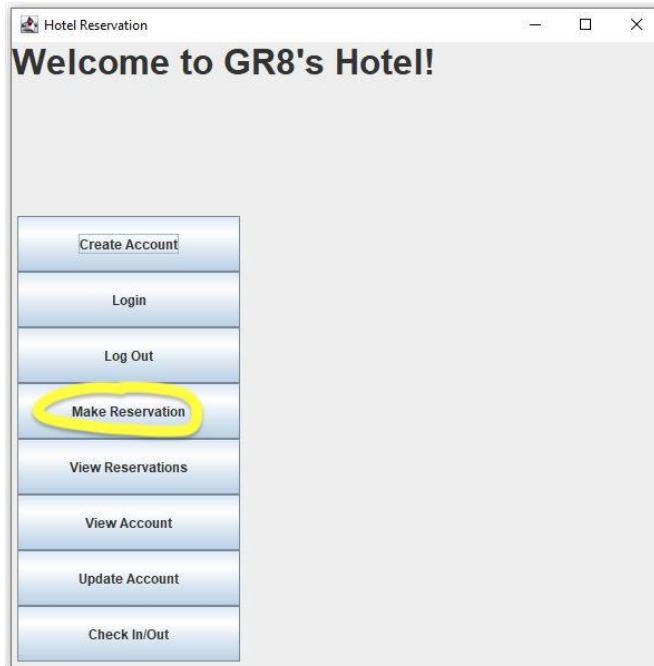 Hotel Reservation
Welcome to GR8's Hotel!
Create Account
Login
Log Out
Make Reservation
View Reservations
View Account
Update Account
Check In/Out